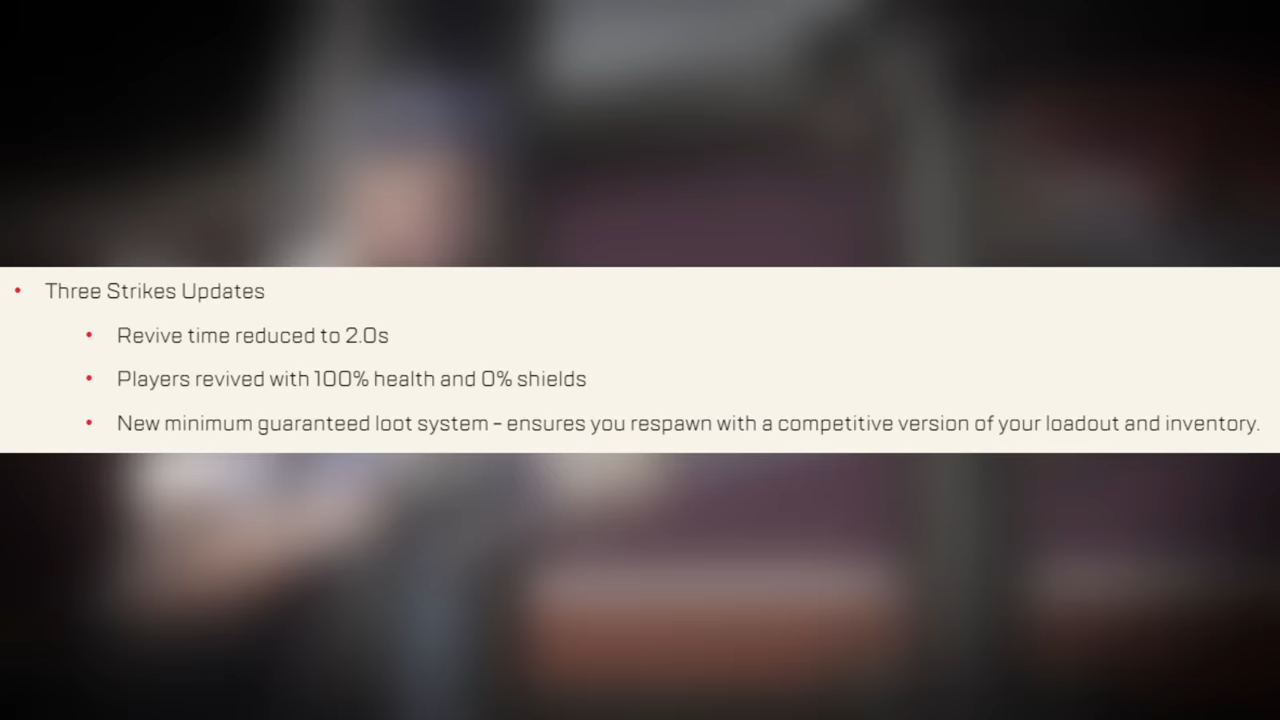 • Three Strikes Updates
• Revive time reduced to 2.0s
• Players revived with 100% health and 0% shields
• New minimum guaranteed loot system – ensures you respawn with a competitive version of your loadout and inventory.